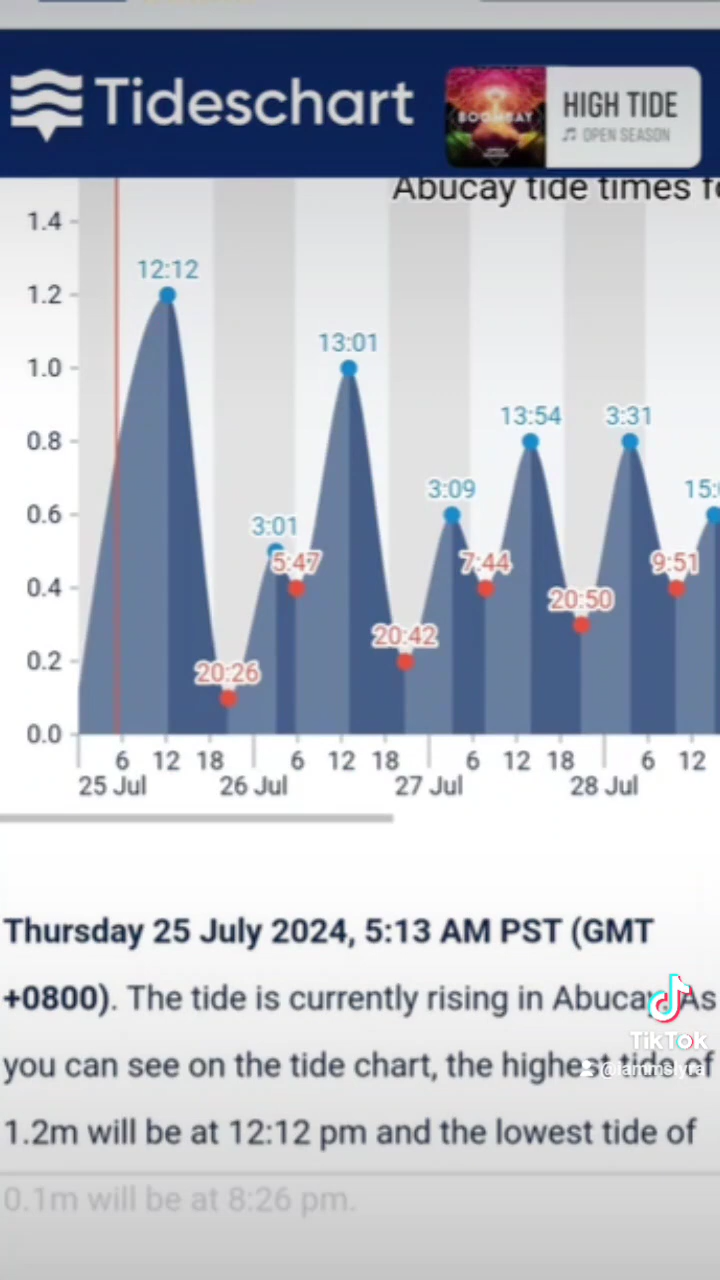 Tideschart
BOOMBAY
HIGH TIDE
OPEN SEASON
Abucay tide times
1.4
12:12
1.2
13:01
1.0
13:54
3:31
0.8
3:09
15:
0.6
3:01
5:47
7:44
9:51
0.4
20:50
20:42
0.2
20:26
0.0
6 12 18 6 12 18 6 12 18 6 12
25 Jul 26 Jul 27 Jul 28 Jul
Thursday 25 July 2024, 5:13 AM PST (GMT
+0800). The tide is currently rising in Abucay. As
TikTok
you can see on the tide chart, the highest tide of
@iammslyra
1.2m will be at 12:12 pm and the lowest tide of
0.1m will be at 8:26 pm.